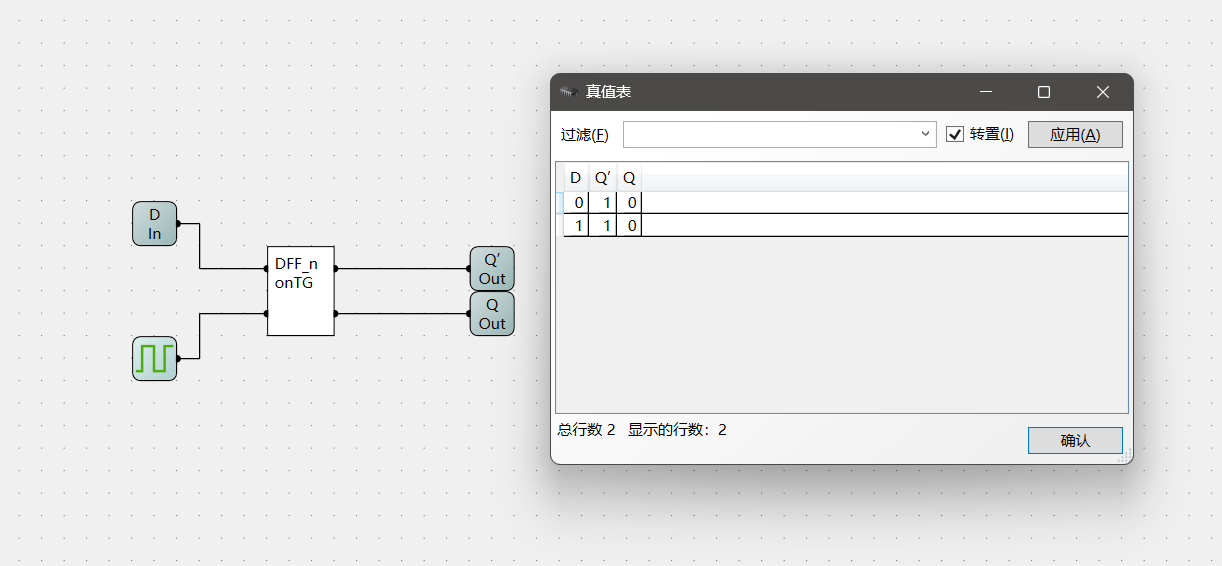 D
In
DFF_n
onTG
Q′
Out
Q
Out
真值表
过滤(F)
转置(I)
应用(A)
D Q′ Q
0 1 0
1 1 0
总行数 2 显示的行数：2
确认